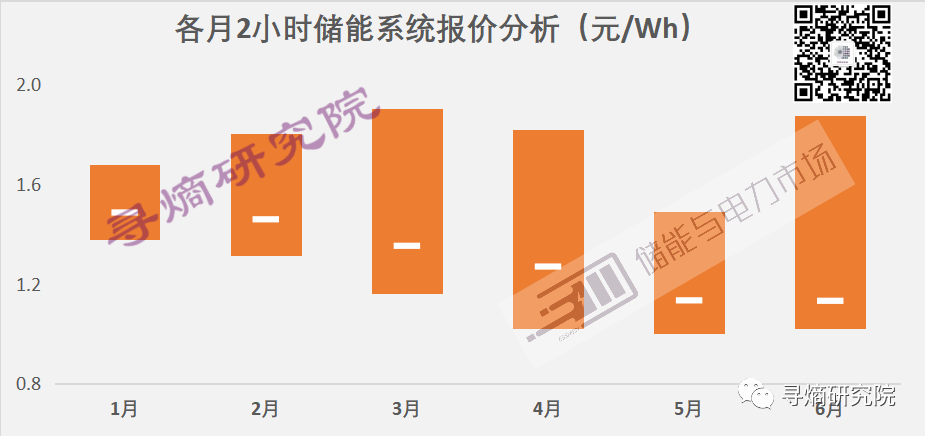 各月2小时储能系统报价分析（元/Wh）
2.0
1.6
1.2
0.8
1月
2月
3月
4月
5月
6月
寻熵研究院
储能与电力市场
寻熵研究院